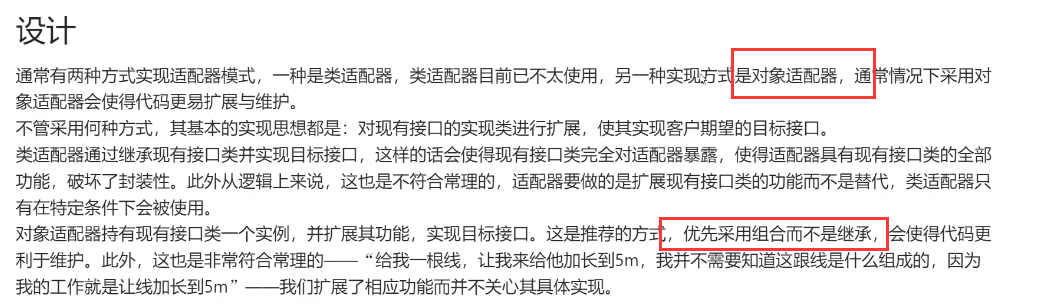 设计
通常有两种方式实现适配器模式，一种是类适配器，类适配器目前已不太使用，另一种实现方式是对象适配器，通常情况下采用对
象适配器会使得代码更易扩展与维护。
不管采用何种方式，其基本的实现思想都是：对现有接口的实现类进行扩展，使其实现客户期望的目标接口。
类适配器通过继承现有接口类并实现目标接口，这样的话会使得现有接口类完全对适配器暴露，使得适配器具有现有接口类的全部
功能，破坏了封装性。此外从逻辑上来说，这也是不符合常理的，适配器要做的是扩展现有接口类的功能而不是替代，类适配器只
有在特定条件下会被使用。
对象适配器持有现有接口类一个实例，并扩展其功能，实现目标接口。这是推荐的方式，优先采用组合而不是继承，会使得代码更
利于维护。此外，这也是非常符合常理的——“给我一根线，让我来给他加长到5m，我并不需要知道这跟线是什么组成的，因为
我的工作就是让线加长到5m”——我们扩展了相应功能而并不关心其具体实现。